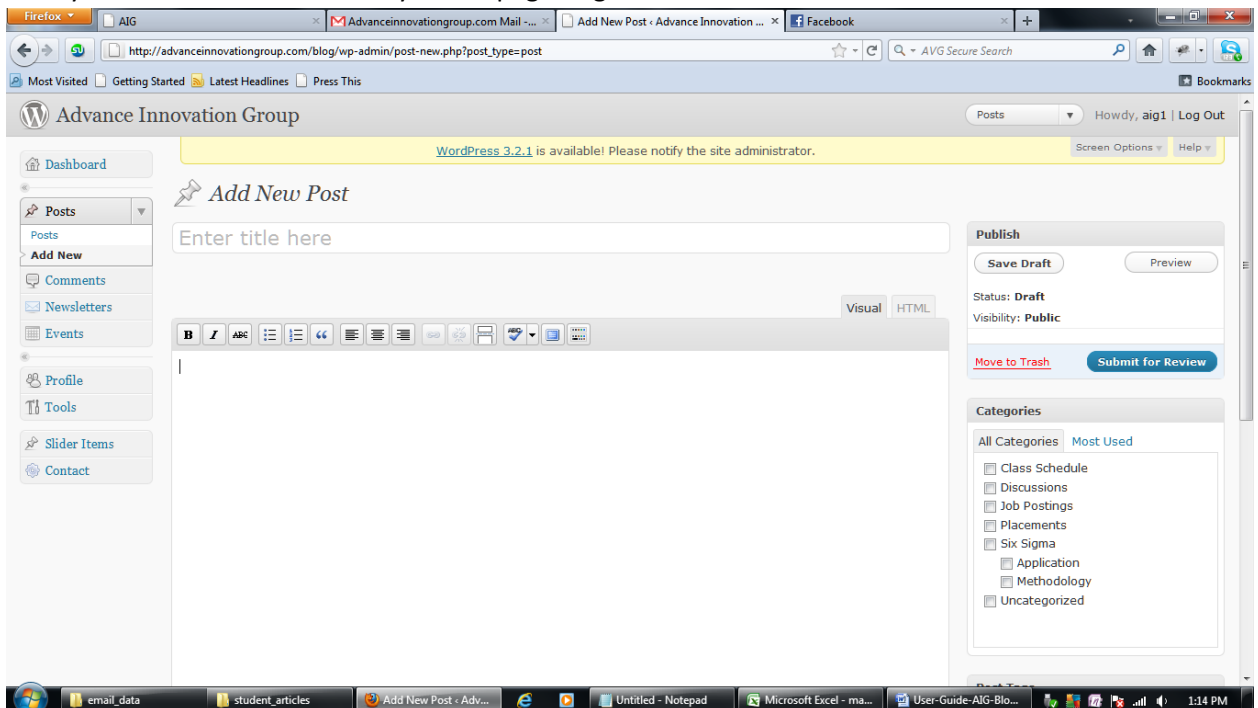 Firefox
AIG
Advanceinnovationgroup.com Mail -...
Add New Post ‹ Advance Innovation ...
Facebook
http://advanceinnovationgroup.com/blog/wp-admin/post-new.php?post_type=post
AVG Secure Search
Most Visited Getting Started Latest Headlines Press This
Bookmarks
Advance Innovation Group
Posts
Howdy, aig1 | Log Out
WordPress 3.2.1 is available! Please notify the site administrator.
Screen Options Help
Dashboard
Add New Post
Posts
Posts
Add New
Comments
Newsletters
Events
Profile
Tools
Slider Items
Contact
Enter title here
Visual HTML
B I ABC
Publish
Save Draft Preview
Status: Draft
Visibility: Public
Move to Trash Submit for Review
Categories
All Categories Most Used
Class Schedule
Discussions
Job Postings
Placements
Six Sigma
Application
Methodology
Uncategorized
email_data
student_articles
Add New Post ‹ Adv...
Untitled - Notepad
Microsoft Excel - ma...
User-Guide-AIG-Blo...
1:14 PM